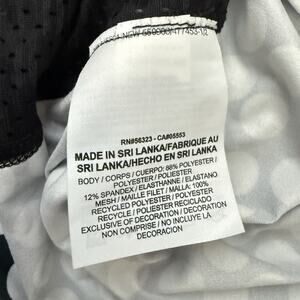 RN#56323 - CA#05553
MADE IN SRI LANKA/FABRIQUE AU
SRI LANKA/HECHO EN SRI LANKA
BODY / CORPS / CUERPO: 88% POLYESTER /
POLYESTER / POLIESTER
12% SPANDEX / ELASTHANNE / ELASTANO
MESH / MAILLE FILET / MALLA: 100%
RECYCLED POLYESTER / POLYESTER
RECYCLE / POLIESTER RECICLADO
EXCLUSIVE OF DECORATION / NON COMPRIS
DECORATION / NO INCLUYE LA
DECORACION